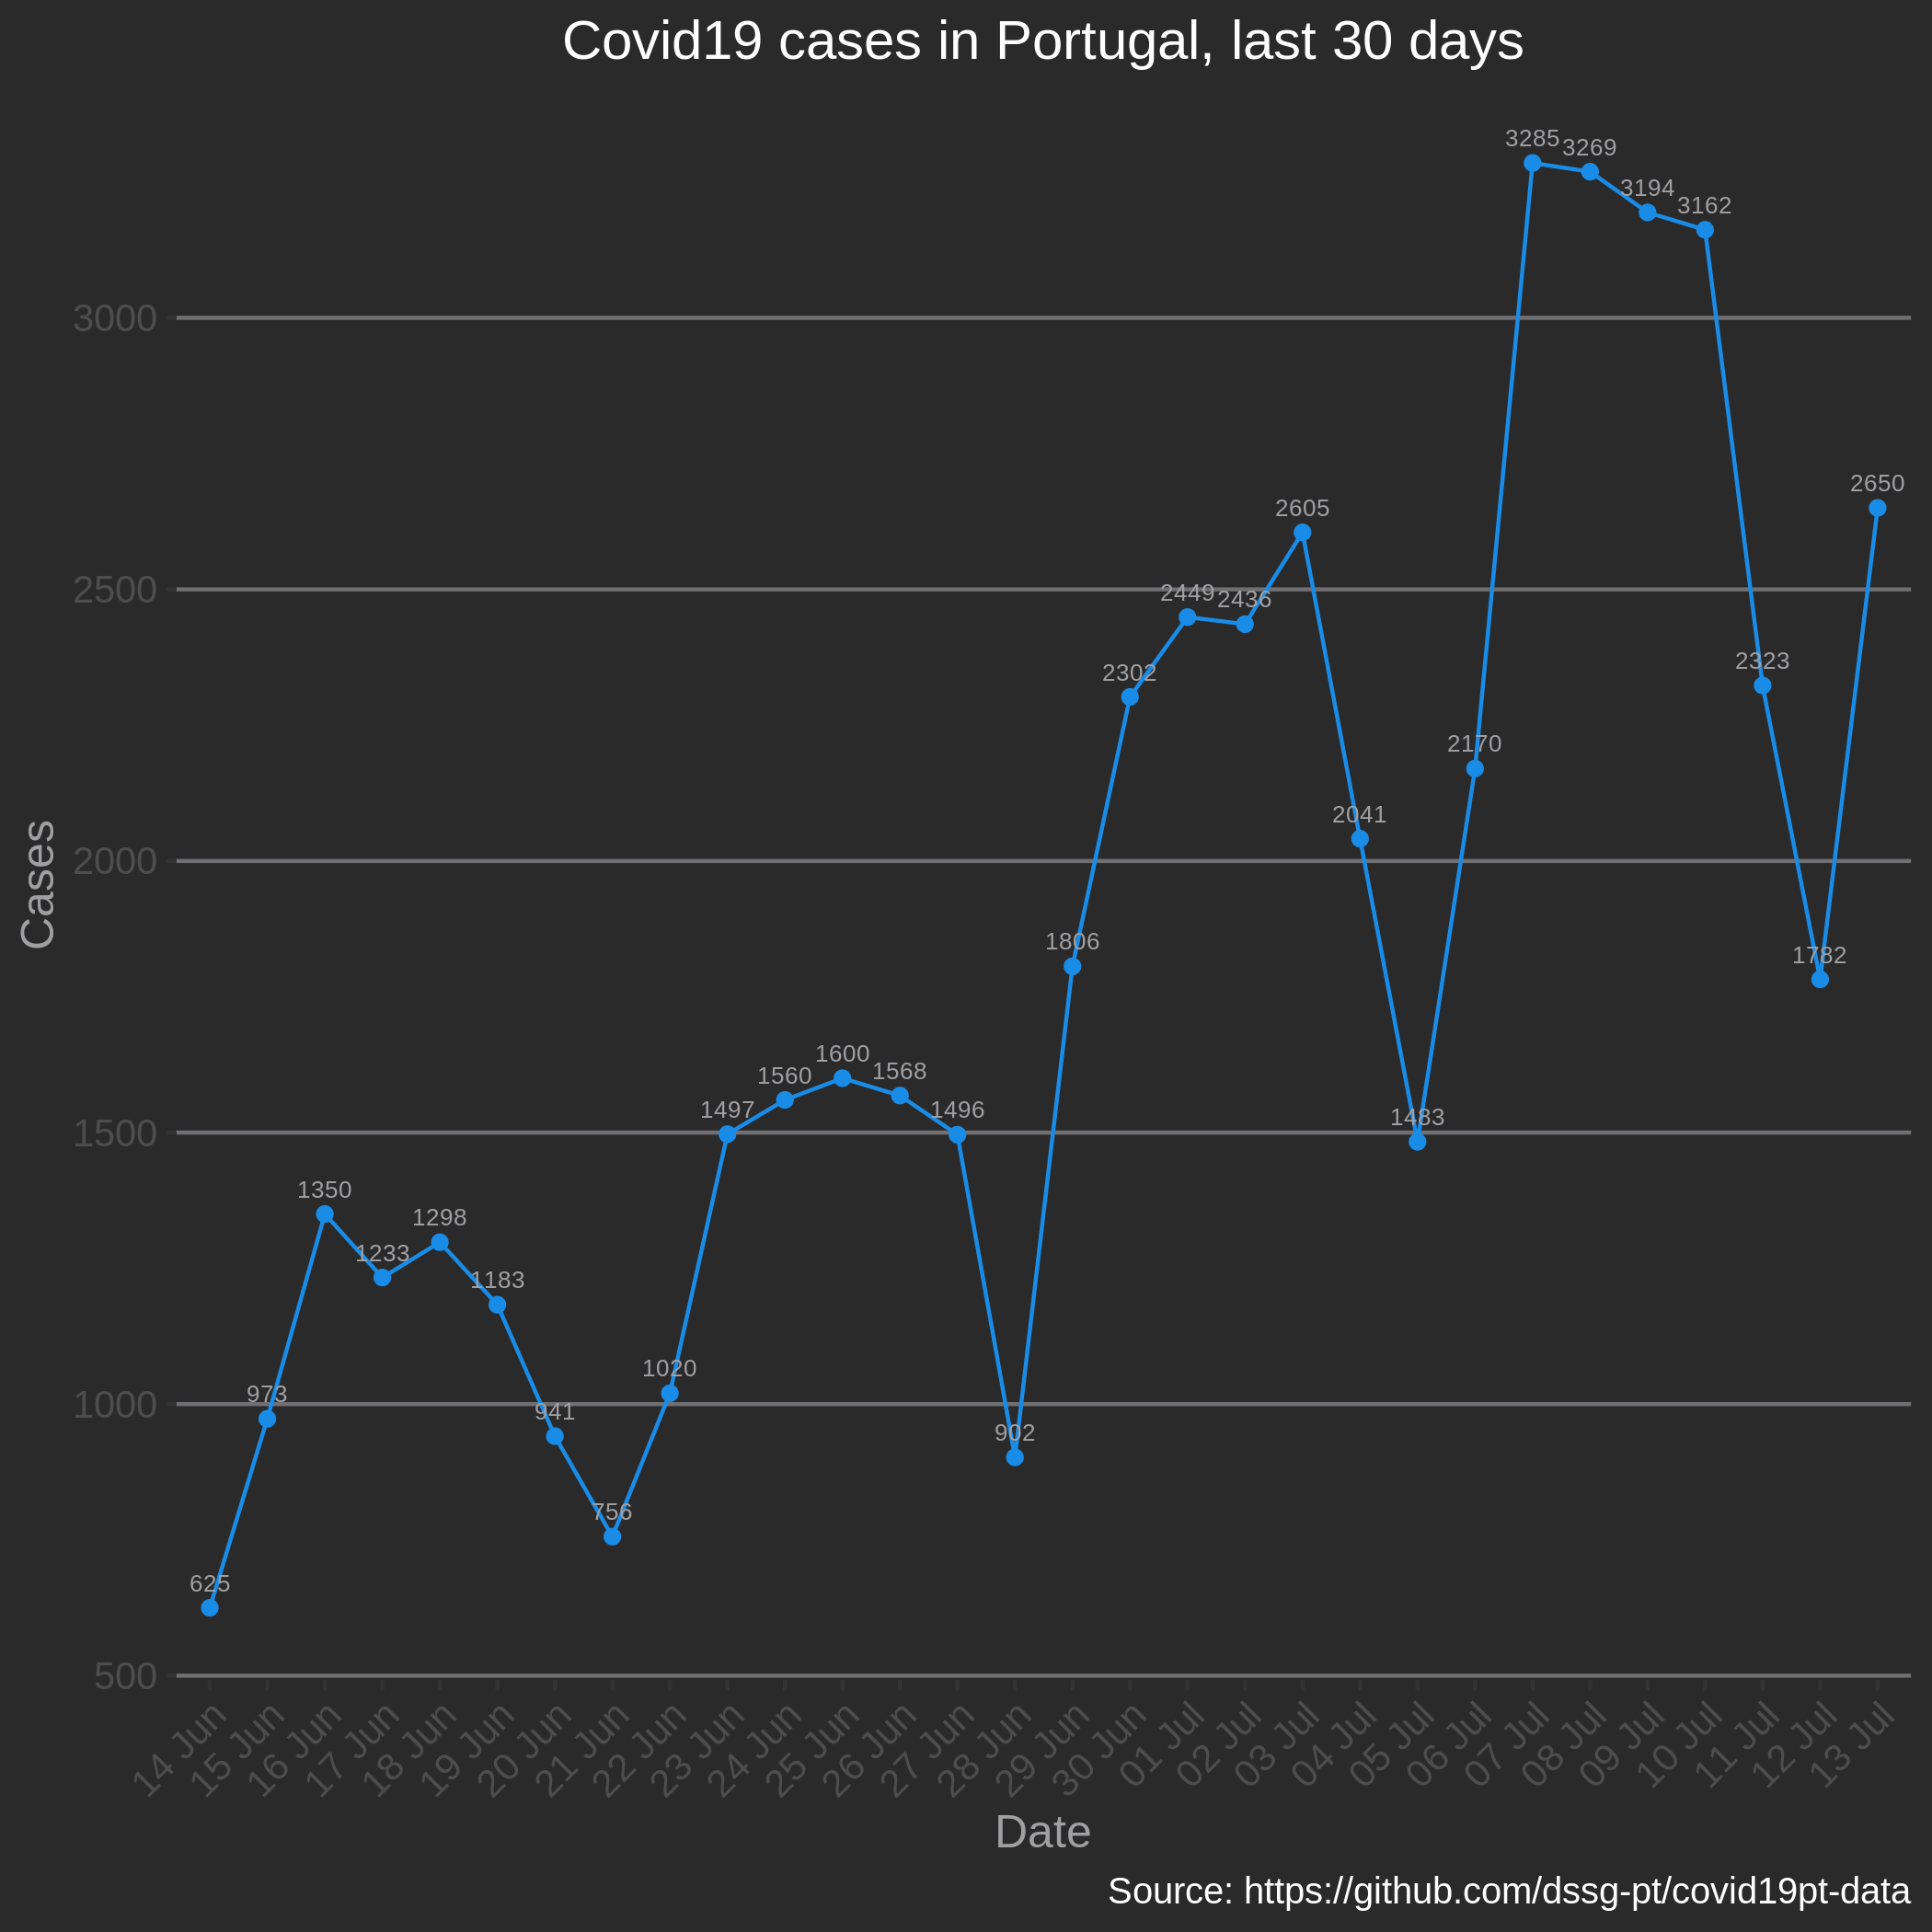 Covid19 cases in Portugal, last 30 days
3285
3269
3194
3162
3000
2650
2605
2500
2449
2436
2302
2323
2170
2041
2000
Cases
1806
1782
1600
1568
1560
1497
1496
1483
1500
1350
1298
1233
1183
1020
1000
973
941
902
756
625
500
14 Jun
15 Jun
16 Jun
17 Jun
18 Jun
19 Jun
20 Jun
21 Jun
22 Jun
23 Jun
24 Jun
25 Jun
26 Jun
27 Jun
28 Jun
29 Jun
30 Jun
01 Jul
02 Jul
03 Jul
04 Jul
05 Jul
06 Jul
07 Jul
08 Jul
09 Jul
10 Jul
11 Jul
12 Jul
13 Jul
Date
Source: https://github.com/dssg-pt/covid19pt-data